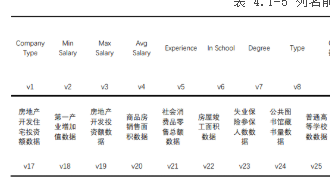 表 4.1-5 列名
Company Min Max Avg Experience In School Degree Type
Type Salary Salary Salary
v1 v2 v3 v4 v5 v6 v7 v8
房地产 第一产 房地产 商品房 社会消 房屋竣 失业保 公共图 普通高
开发住 业增加 开发投 销售面 费品零 工面积 险参保 书馆藏 等学校
宅投资 值数据 资额数 积数据 售总额 数据 人数数 书量数 数数据
额数据 据 数据 据 据
v17 v18 v19 v20 v21 v22 v23 v24 v25